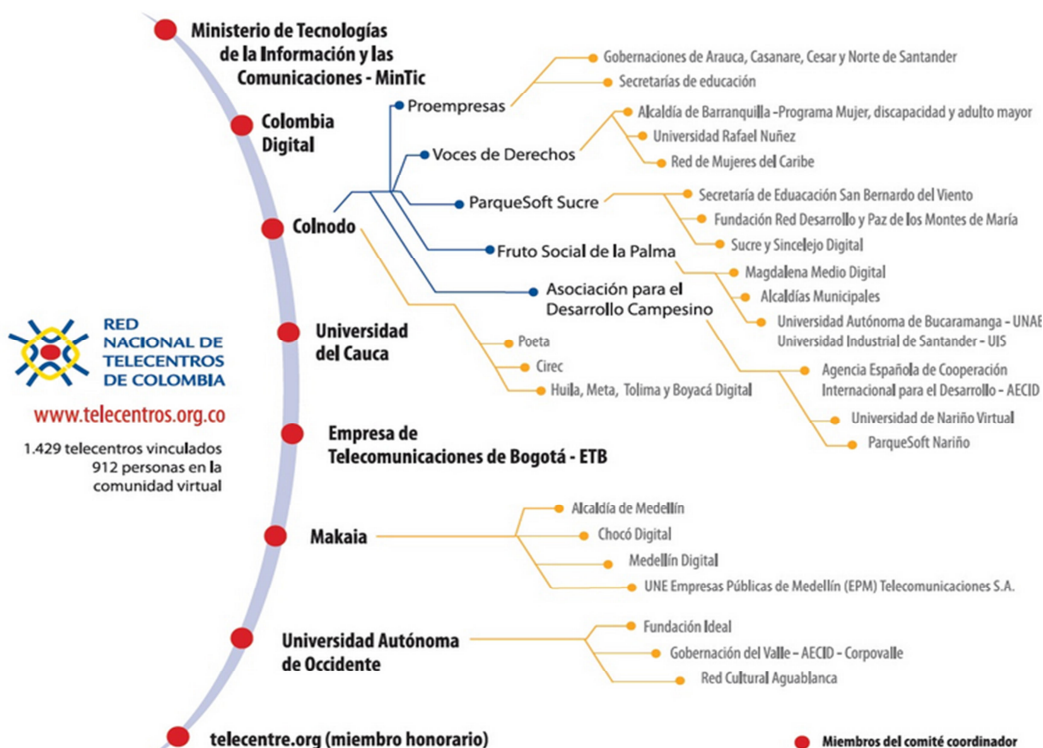 Ministerio de Tecnologías
de la Información y las
Comunicaciones - MinTic
Colombia
Digital
Colnodo
Proempresas
Gobernaciones de Arauca, Casanare, Cesar y Norte de Santander
Secretarías de educación
Voces de Derechos
Alcaldía de Barranquilla –Programa Mujer, discapacidad y adulto mayor
Universidad Rafael Nuñez
Red de Mujeres del Caribe
ParqueSoft Sucre
Secretaría de Educación San Bernardo del Viento
Fundación Red Desarrollo y Paz de los Montes de María
Sucre y Sincelejo Digital
Fruto Social de la Palma
Magdalena Medio Digital
Alcaldías Municipales
Universidad Autónoma de Bucaramanga – UNAB
Universidad Industrial de Santander – UIS
Asociación para el
Desarrollo Campesino
Agencia Española de Cooperación
Internacional para el Desarrollo – AECID
Universidad de Nariño Virtual
ParqueSoft Nariño
Poeta
Cirec
Huila, Meta, Tolima y Boyacá Digital
RED
NACIONAL DE
TELECENTROS
DE COLOMBIA
www.telecentros.org.co
1.429 telecentros vinculados
912 personas en la
comunidad virtual
Universidad
del Cauca
Empresa de
Telecomunicaciones de Bogotá - ETB
Makaia
Alcaldía de Medellín
Chocó Digital
Medellín Digital
UNE Empresas Públicas de Medellín (EPM) Telecomunicaciones S.A.
Universidad Autónoma
de Occidente
Fundación Ideal
Gobernación del Valle – AECID – Corpovalle
Red Cultural Aguablanca
telecentre.org (miembro honorario)
Miembros del comité coordinador